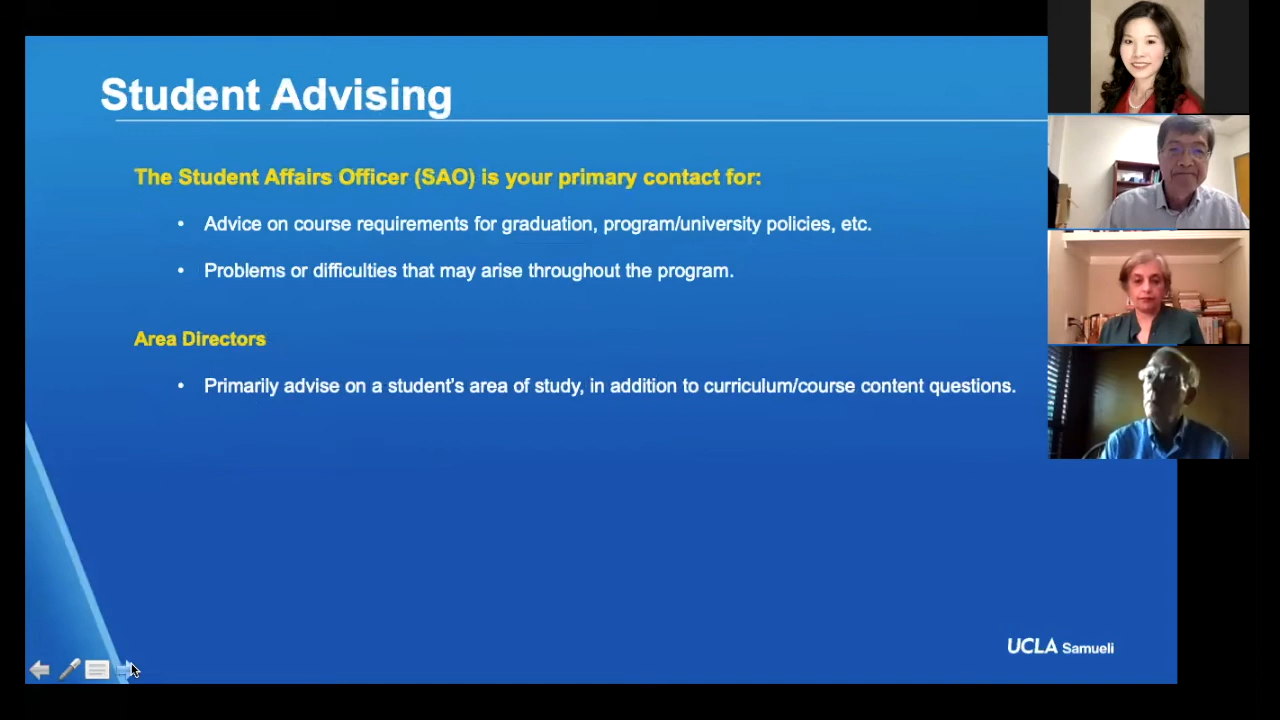 Student Advising
The Student Affairs Officer (SAO) is your primary contact for:
• Advice on course requirements for graduation, program/university policies, etc.
• Problems or difficulties that may arise throughout the program.
Area Directors
• Primarily advise on a student's area of study, in addition to curriculum/course content questions.
UCLA Samueli